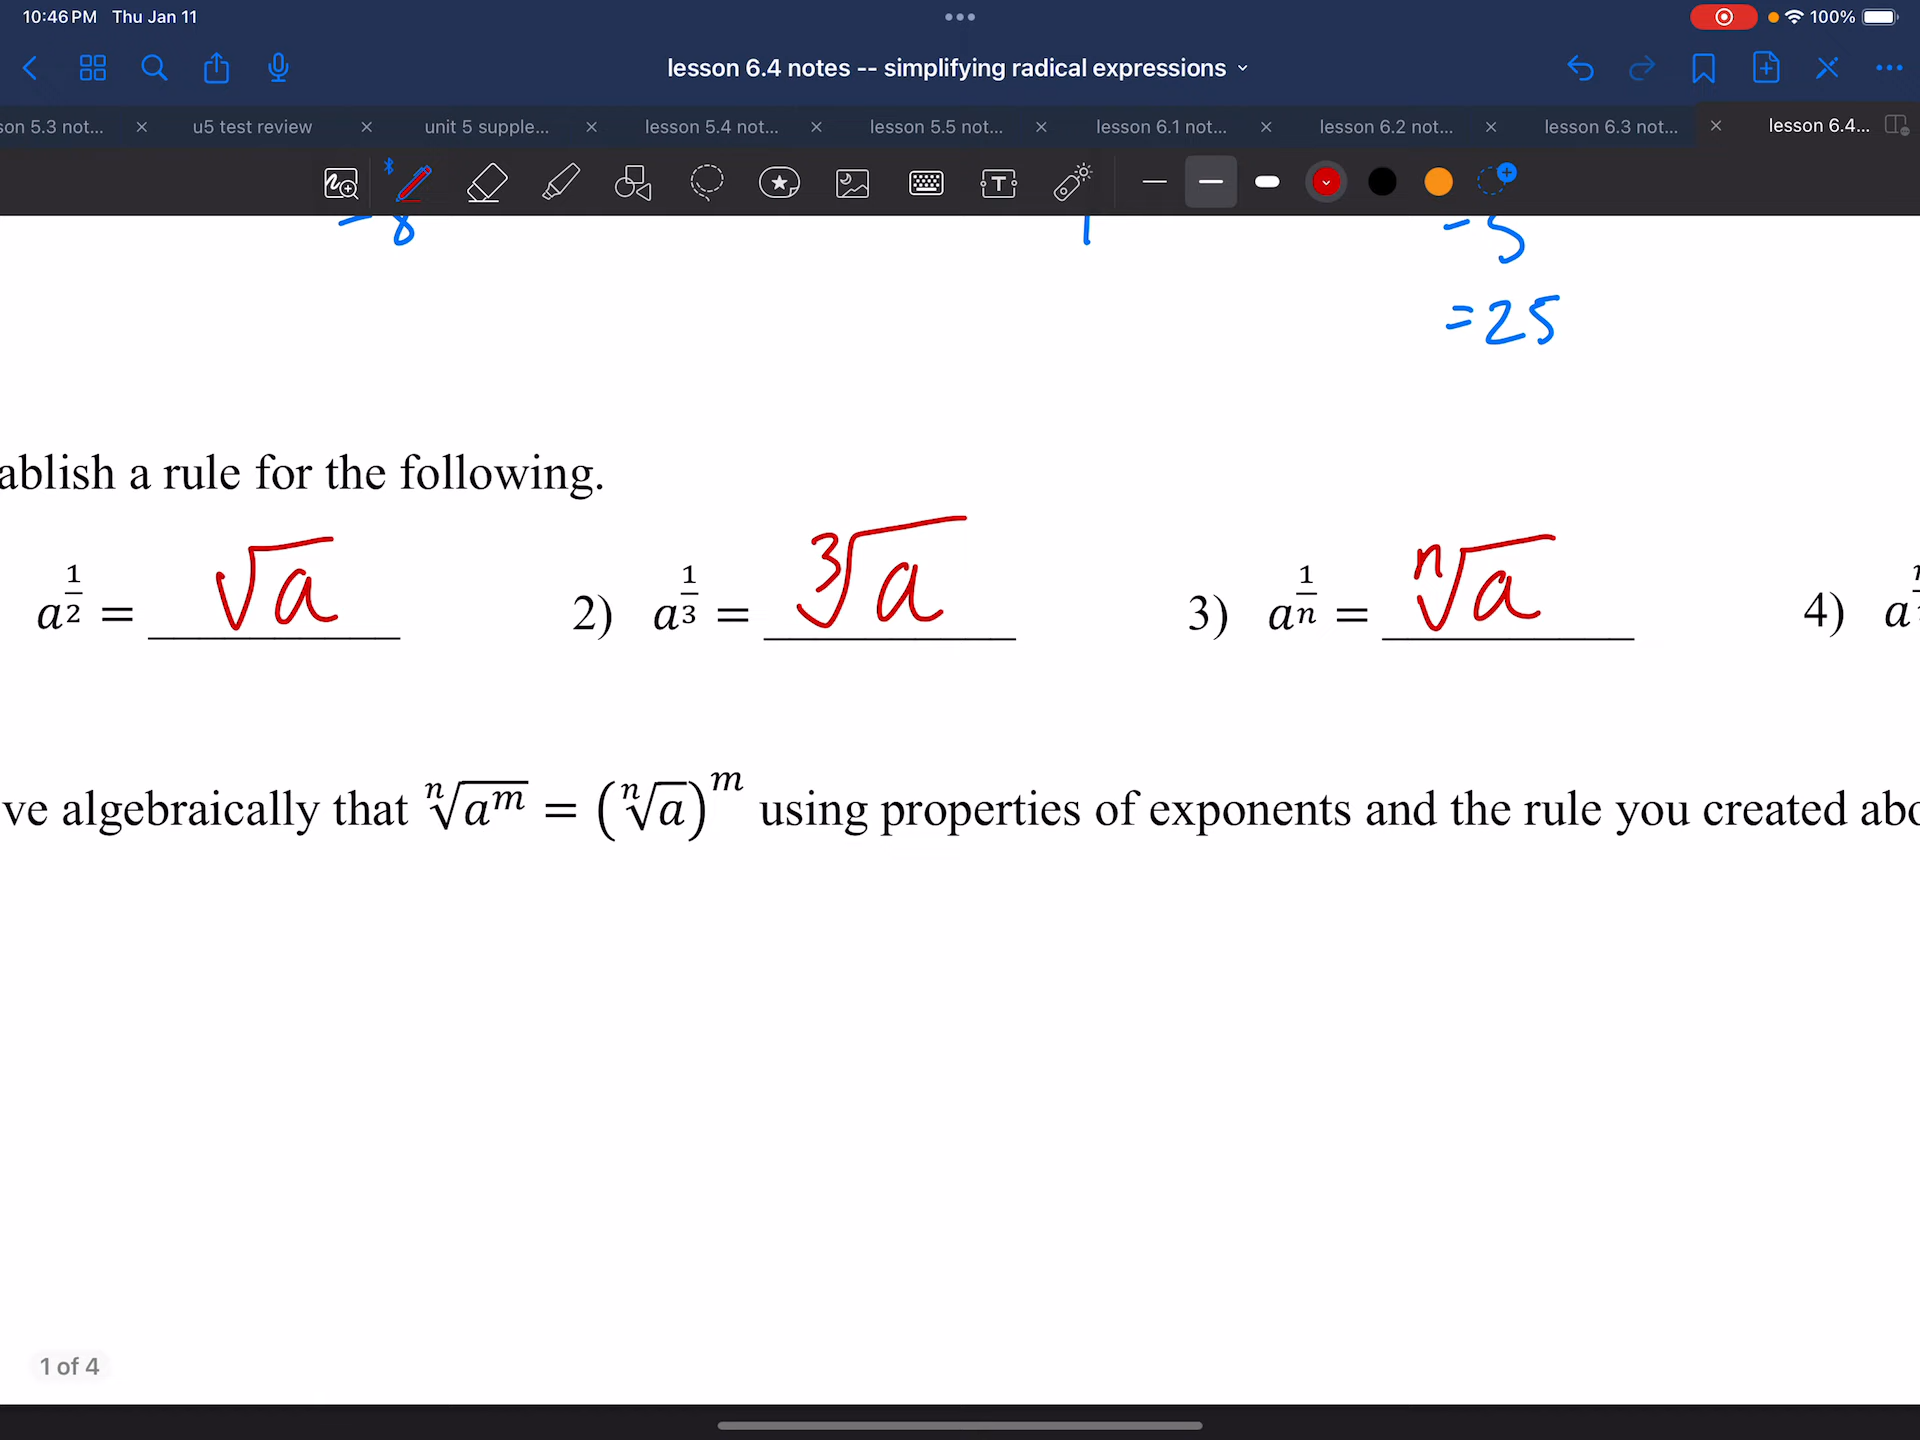 10:46 PM Thu Jan 11
100%
lesson 6.4 notes -- simplifying radical expressions
son 5.3 not... u5 test review unit 5 supple... lesson 5.4 not... lesson 5.5 not... lesson 6.1 not... lesson 6.2 not... lesson 6.3 not... lesson 6.4...
T
= 25
ablish a rule for the following.
a^(1/2) = √a 2) a^(1/3) = ∛a 3) a^(1/n) = ⁿ√a 4) a
ve algebraically that ⁿ√(aᵐ) = (ⁿ√a)ᵐ using properties of exponents and the rule you created abo
1 of 4